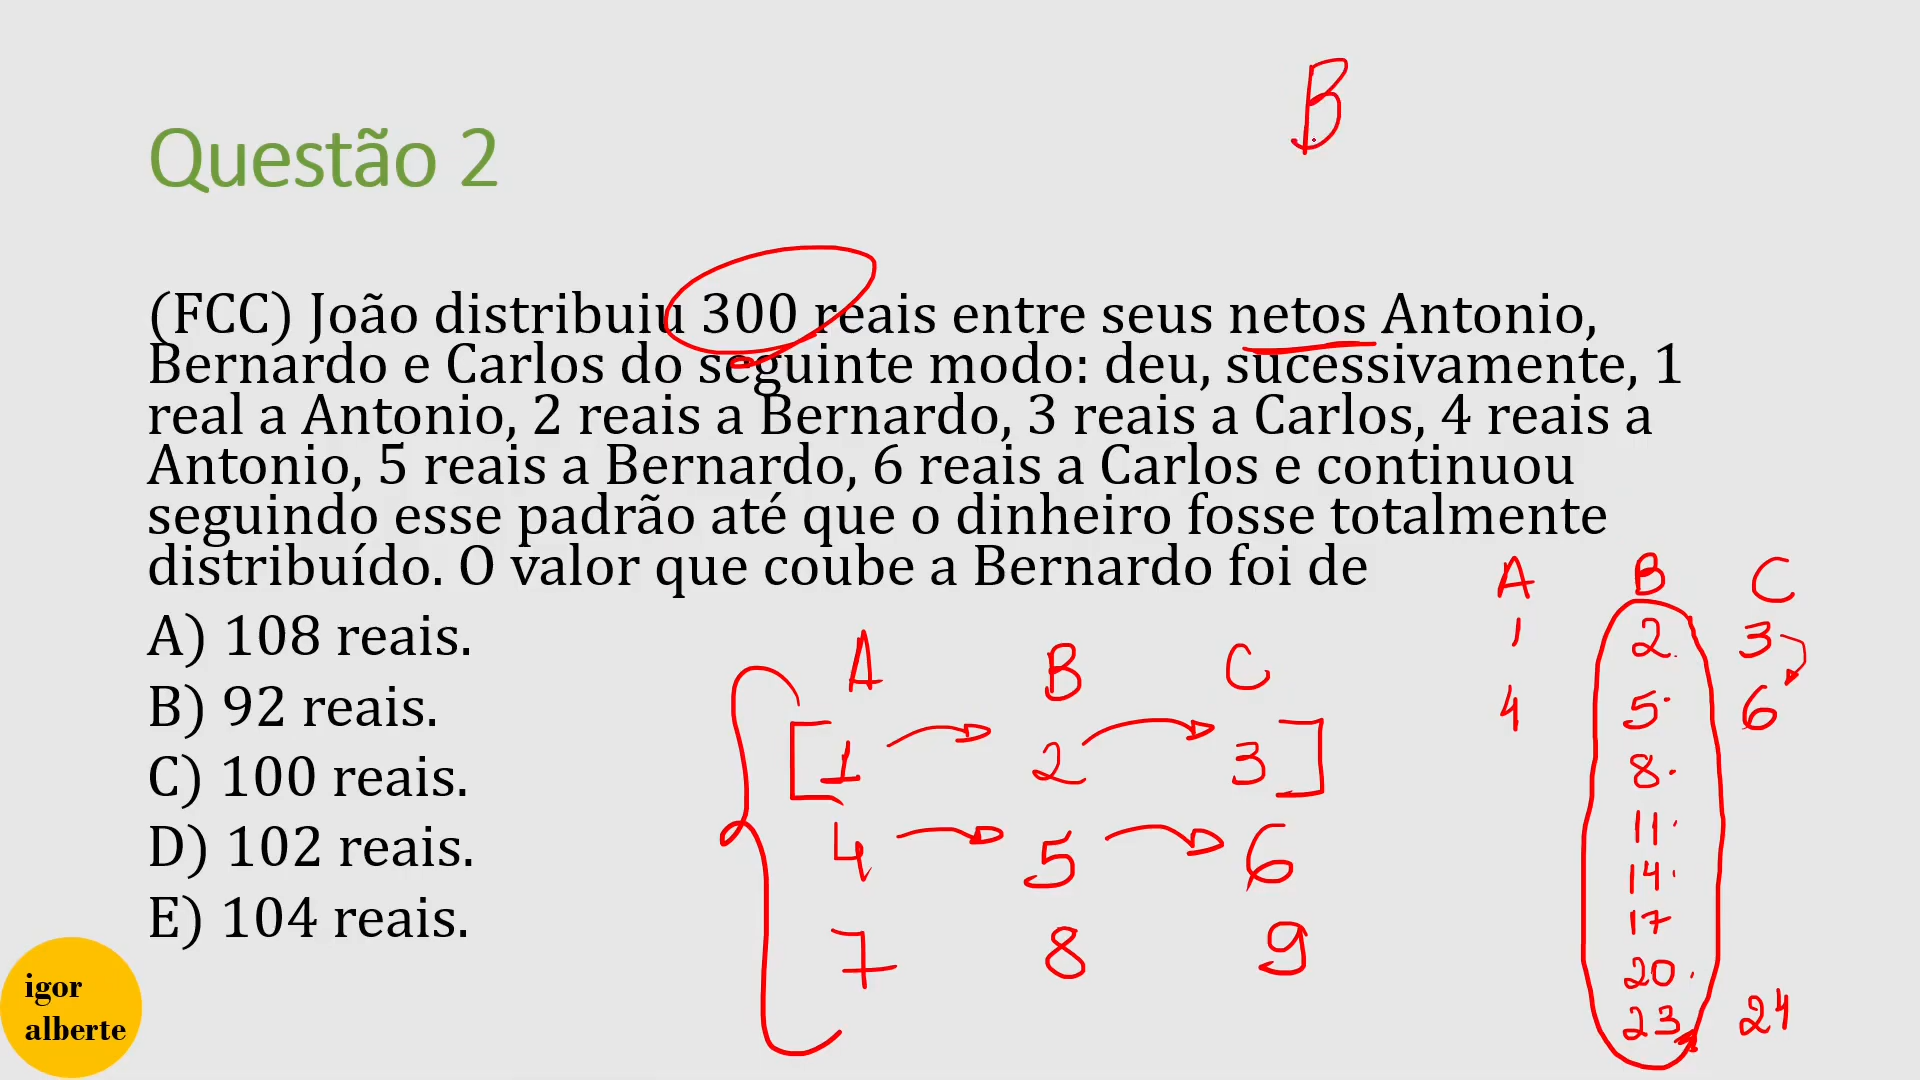 B
Questão 2
(FCC) João distribuiu 300 reais entre seus netos Antonio,
Bernardo e Carlos do seguinte modo: deu, sucessivamente, 1
real a Antonio, 2 reais a Bernardo, 3 reais a Carlos, 4 reais a
Antonio, 5 reais a Bernardo, 6 reais a Carlos e continuou
seguindo esse padrão até que o dinheiro fosse totalmente
distribuído. O valor que coube a Bernardo foi de
A) 108 reais.
B) 92 reais.
C) 100 reais.
D) 102 reais.
E) 104 reais.
A B C
[1 2 3]
4 5 6
7 8 9
A B C
1 2 3
4 5 6
8
11
14
17
20
23 24
igor
alberte